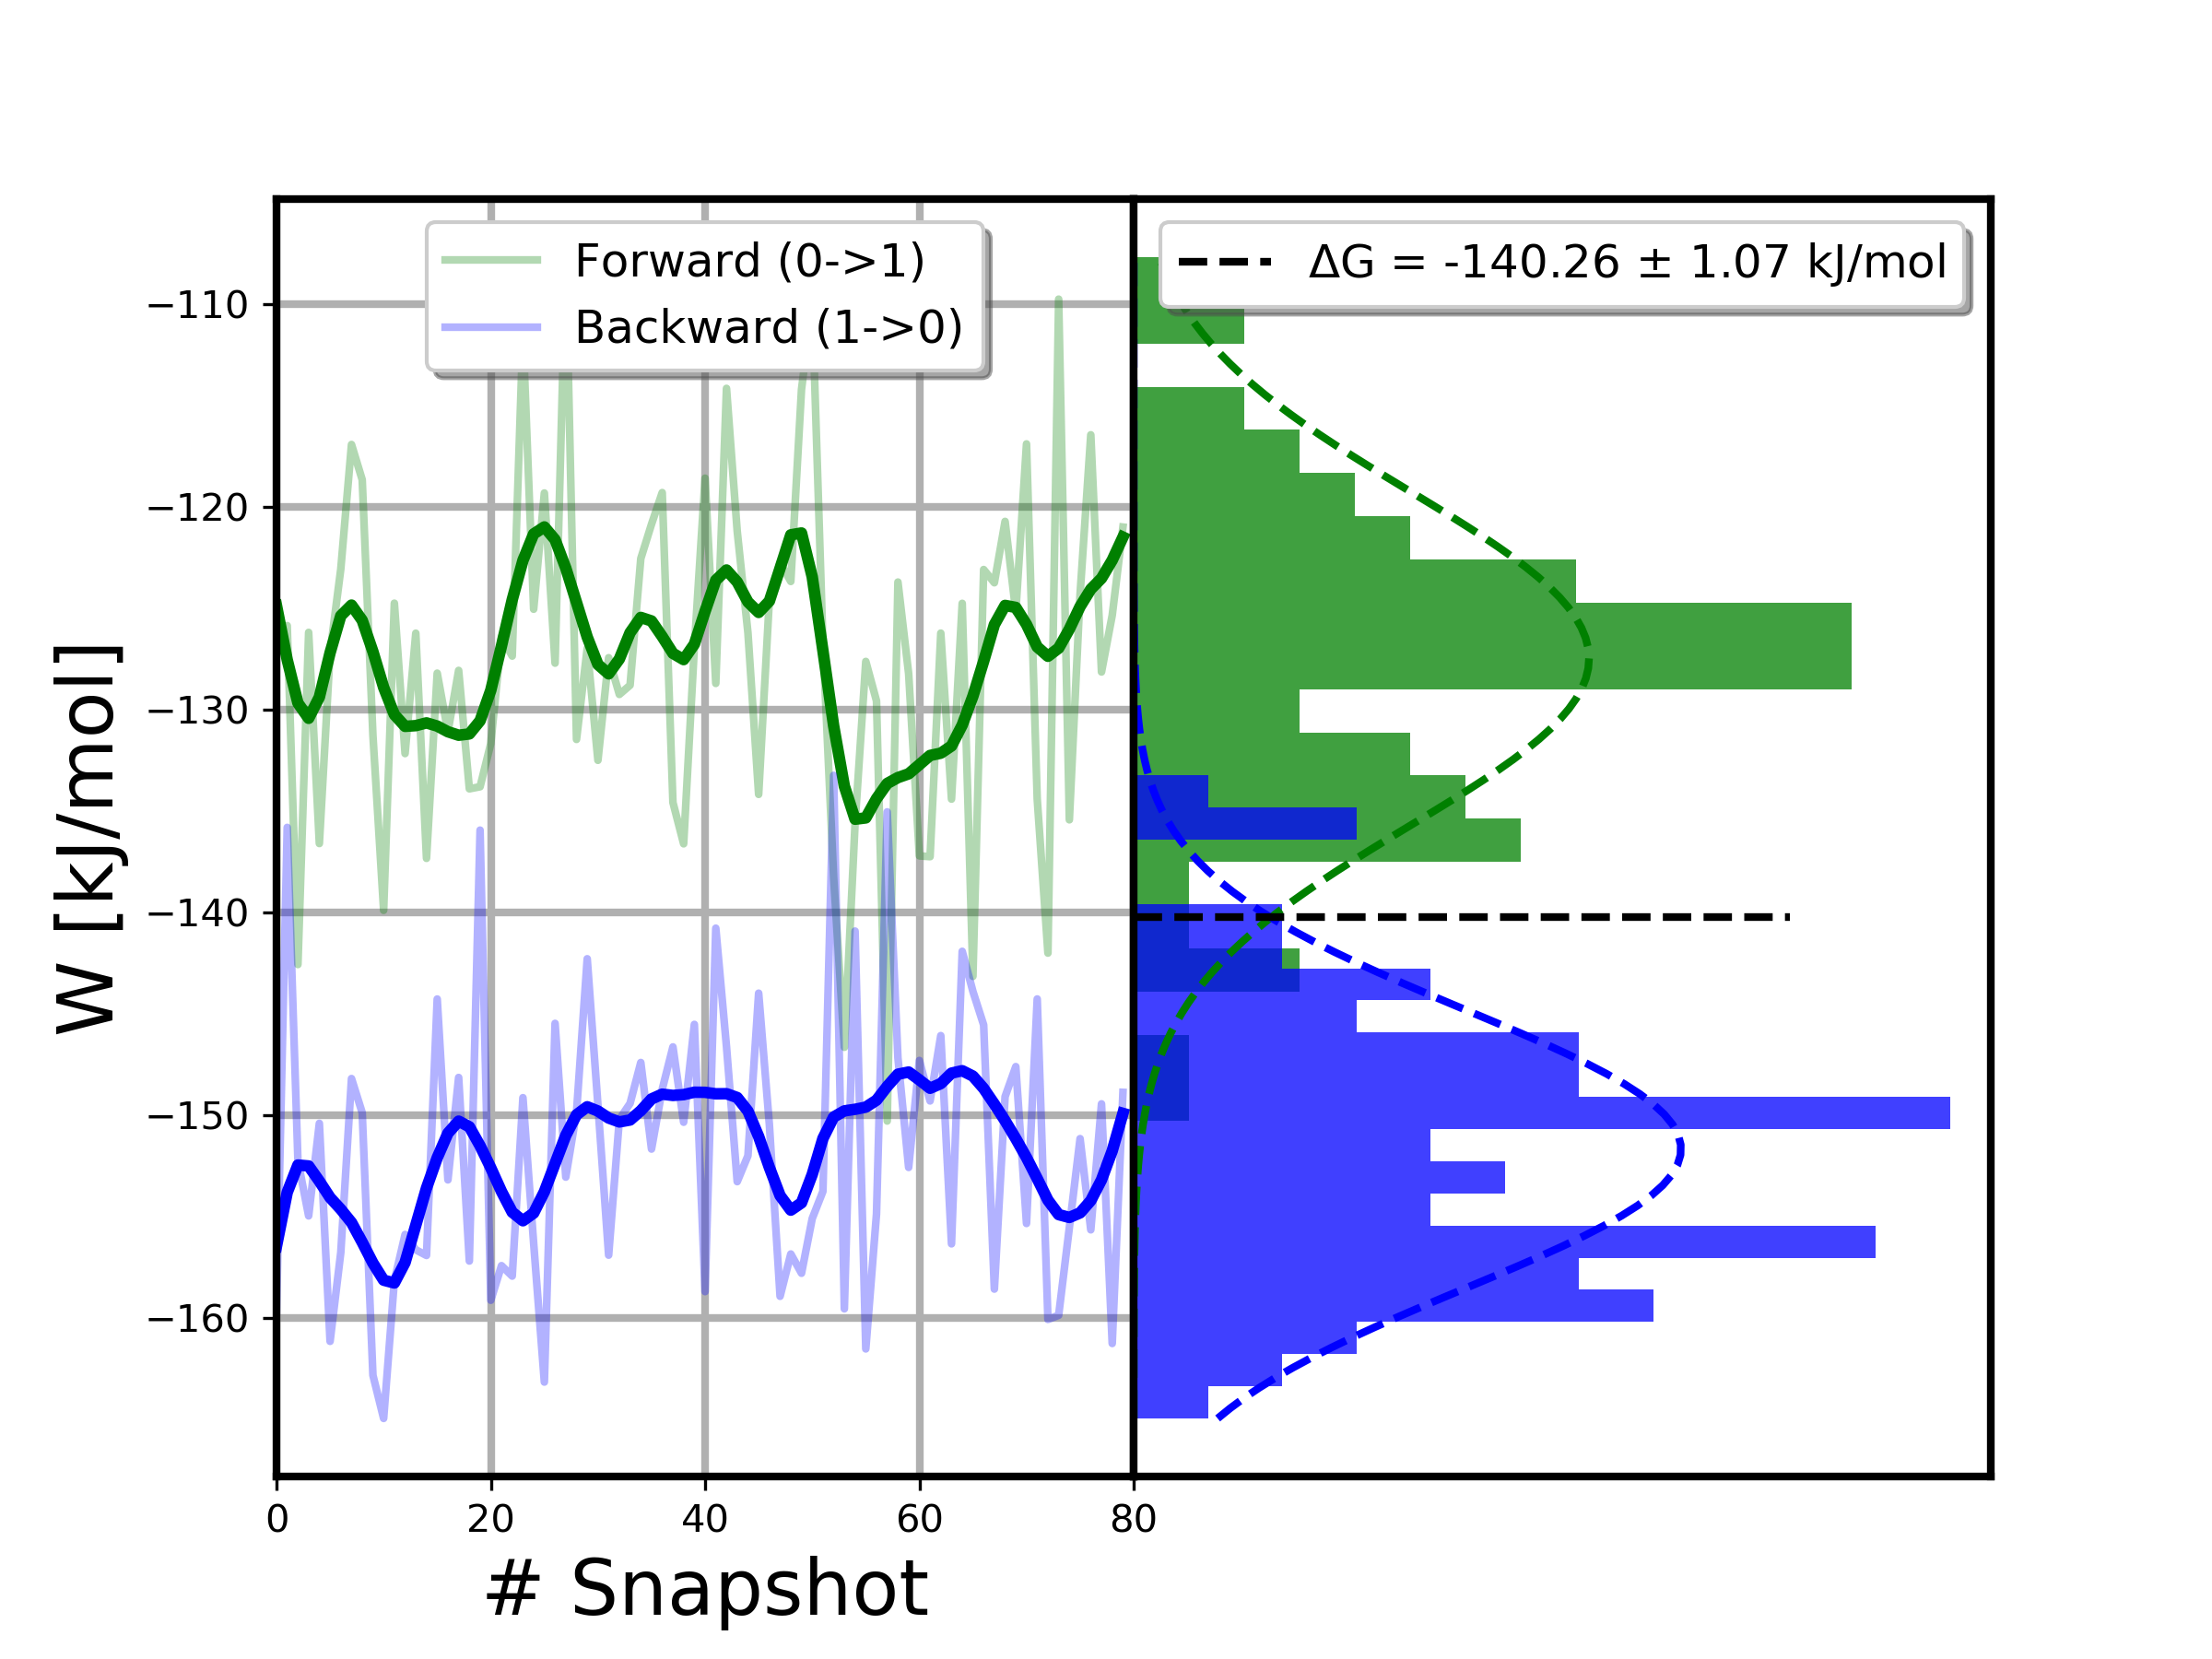 Forward (0->1)
Backward (1->0)
ΔG = -140.26 ± 1.07 kJ/mol
W [kJ/mol]
−110
−120
−130
−140
−150
−160
0 20 40 60 80
# Snapshot